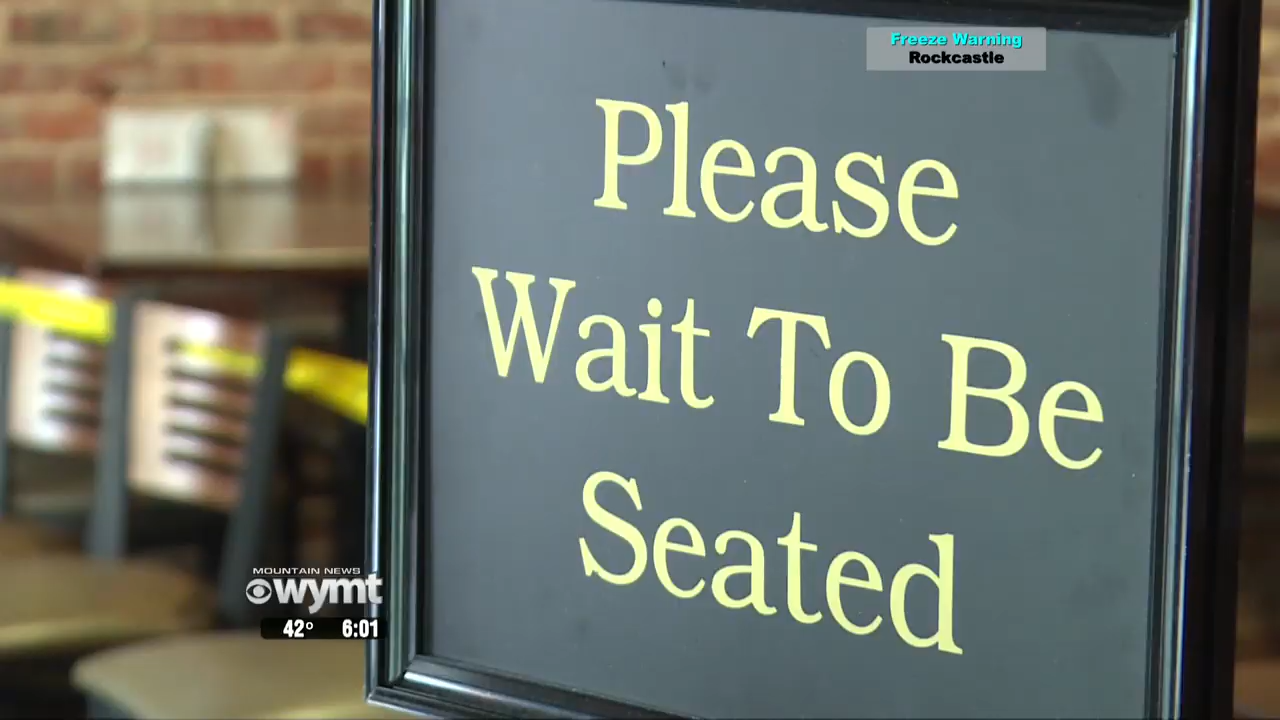 Freeze Warning
Rockcastle
Please
Wait To Be
Seated
MOUNTAIN NEWS
wymt
42° 6:01